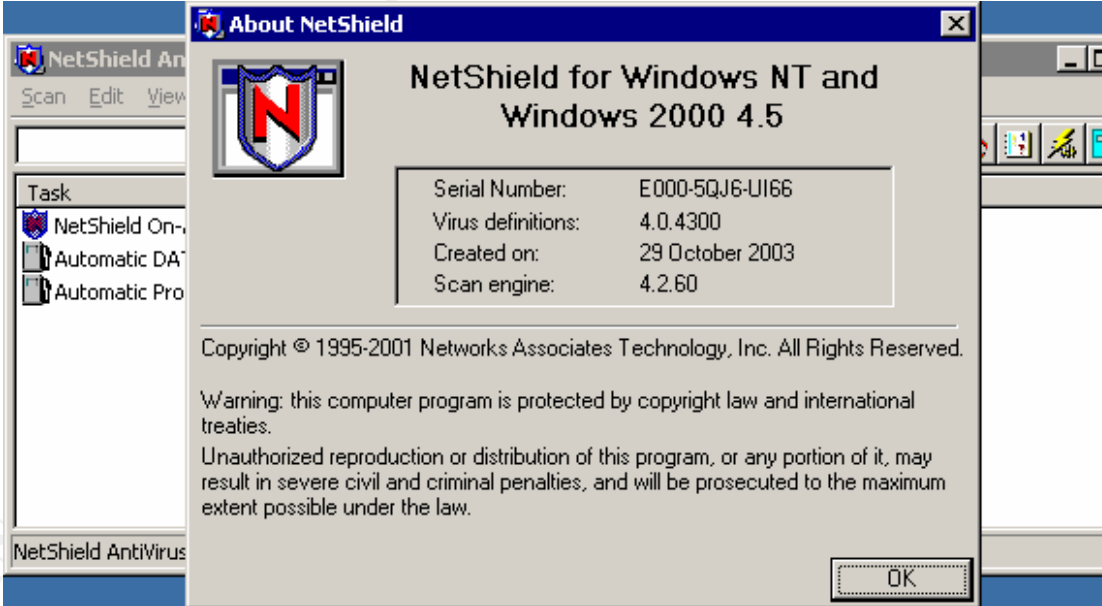 About NetShield
NetShield An
Scan Edit View
NetShield for Windows NT and
Windows 2000 4.5
Serial Number: E000-5QJ6-UI66
Virus definitions: 4.0.4300
Created on: 29 October 2003
Scan engine: 4.2.60
Task
NetShield On-
Automatic DA
Automatic Pro
Copyright © 1995-2001 Networks Associates Technology, Inc. All Rights Reserved.
Warning: this computer program is protected by copyright law and international
treaties.
Unauthorized reproduction or distribution of this program, or any portion of it, may
result in severe civil and criminal penalties, and will be prosecuted to the maximum
extent possible under the law.
NetShield AntiVirus
OK